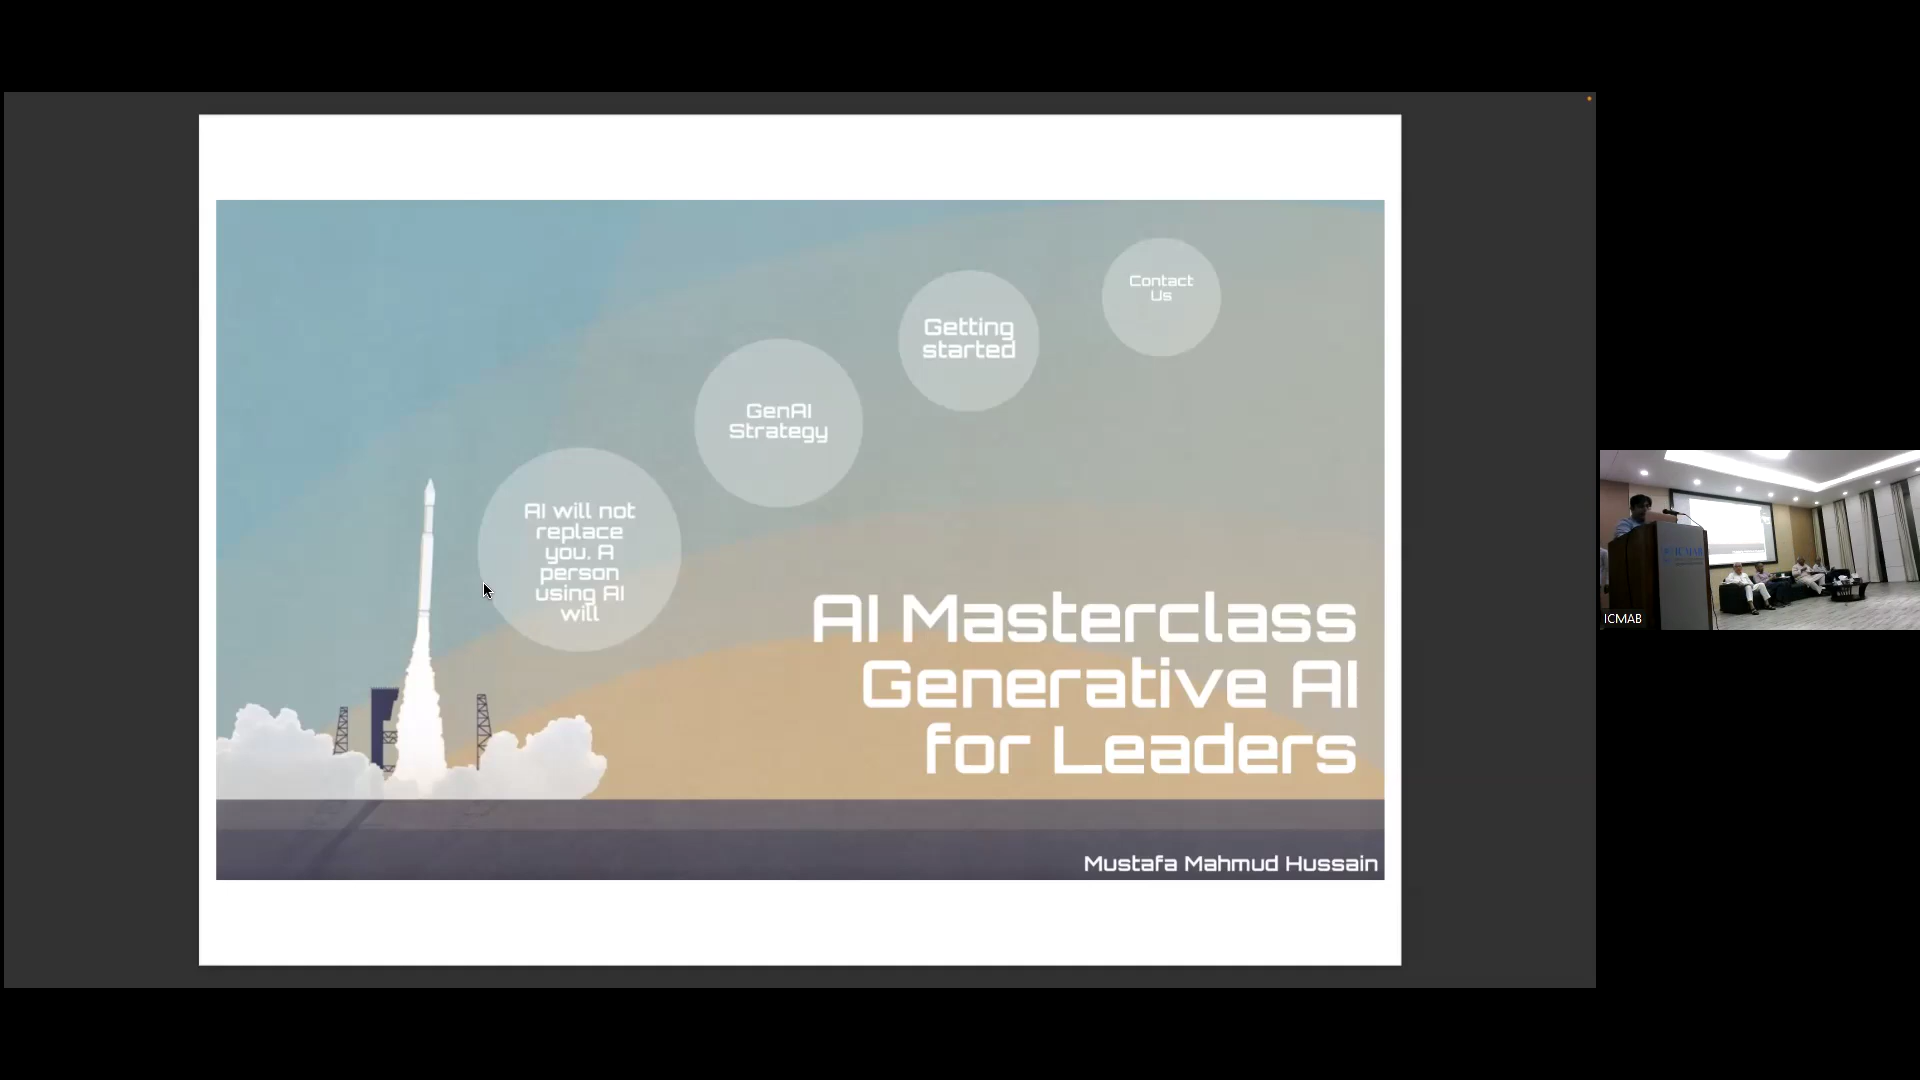 Contact
Us
Getting
started
GenAI
Strategy
AI will not
replace
you. A
person
using AI
will
AI Masterclass
Generative AI
for Leaders
Mustafa Mahmud Hussain
ICMAB
ICMAB